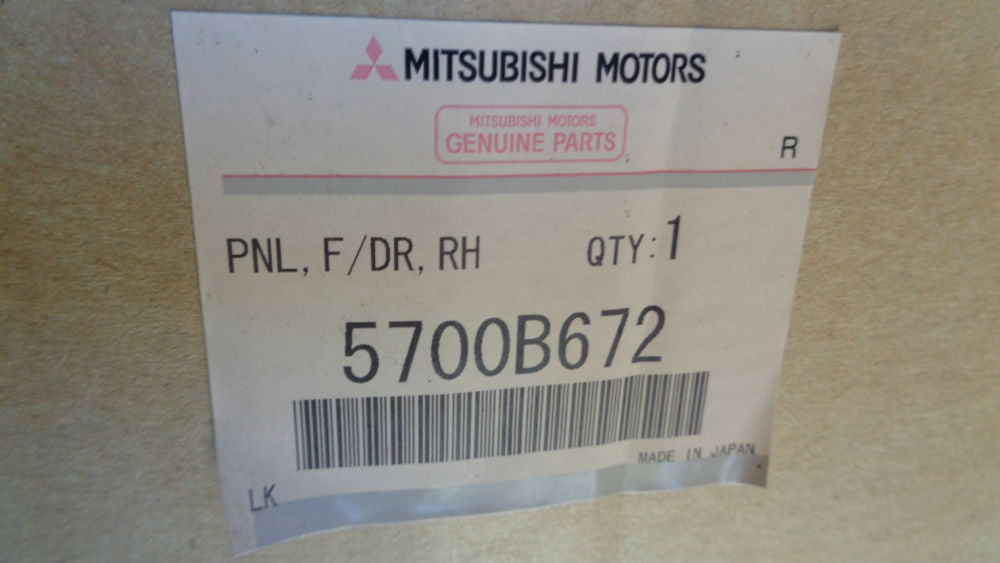 MITSUBISHI MOTORS
MITSUBISHI MOTORS
GENUINE PARTS
R
PNL, F/DR, RH QTY:1
5700B672
MADE IN JAPAN
LK